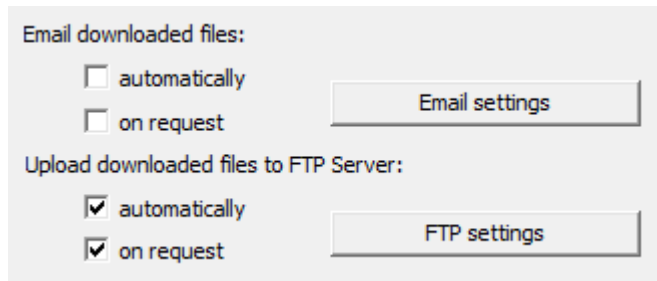 Email downloaded files:
automatically
Email settings
on request
Upload downloaded files to FTP Server:
automatically
FTP settings
on request